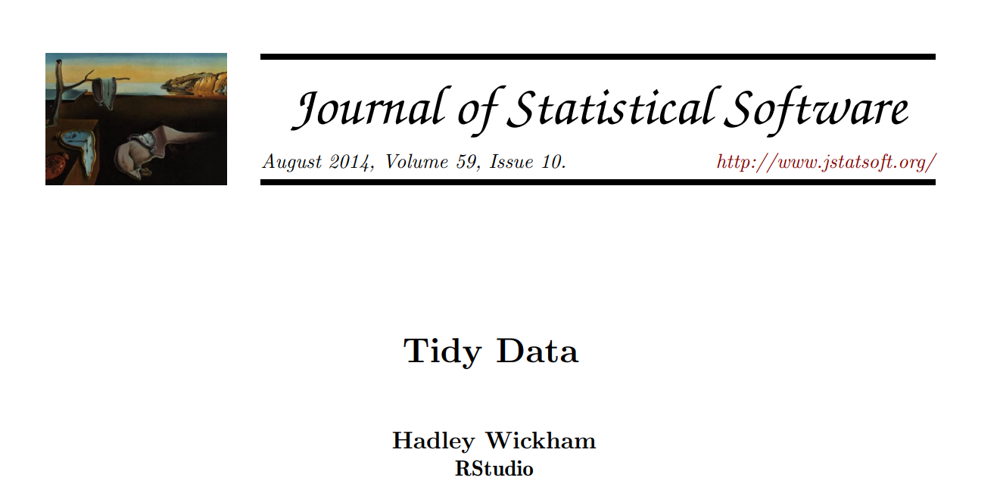 Journal of Statistical Software
August 2014, Volume 59, Issue 10.
http://www.jstatsoft.org/
Tidy Data
Hadley Wickham
RStudio